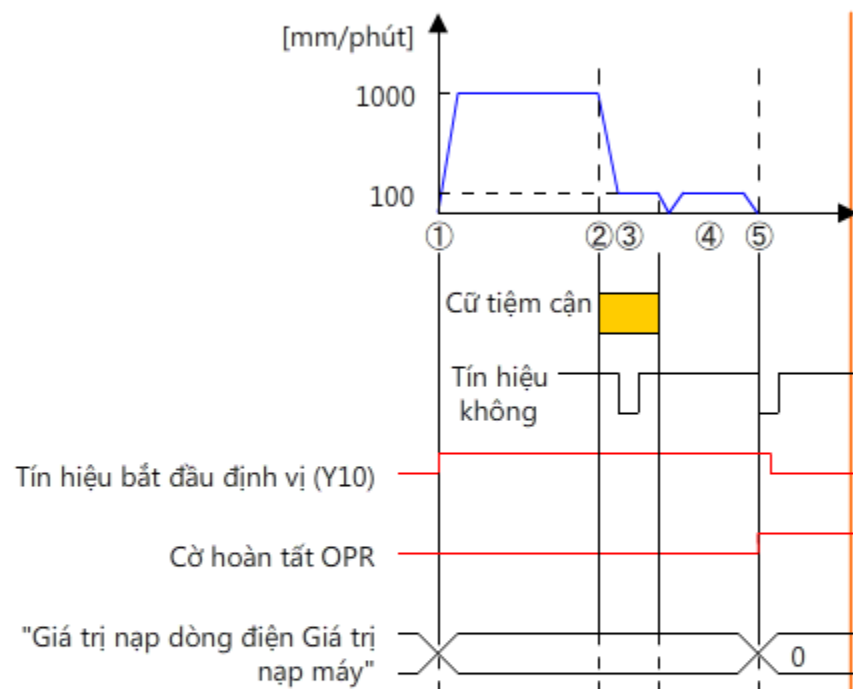 [mm/phút]
1000
100
① ②③ ④ ⑤
Cữ tiệm cận
Tín hiệu
không
Tín hiệu bắt đầu định vị (Y10)
Cờ hoàn tất OPR
"Giá trị nạp dòng điện Giá trị
nạp máy"
0